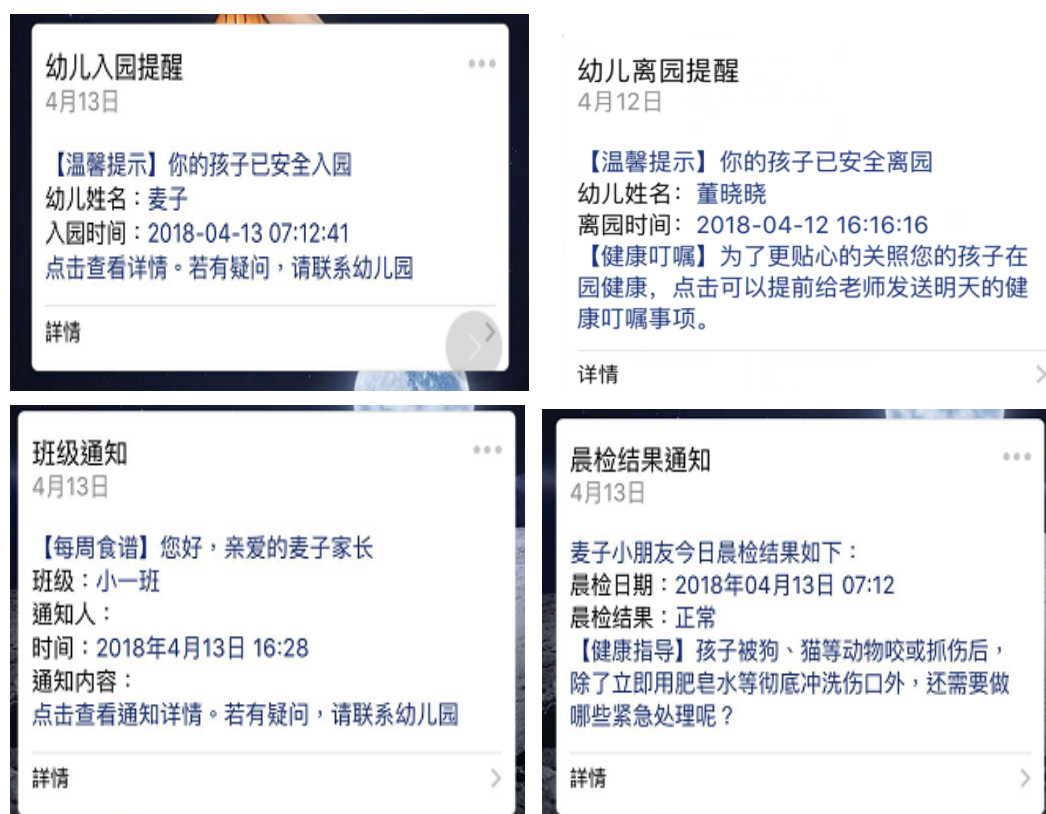 幼儿入园提醒
4月13日
【温馨提示】你的孩子已安全入园
幼儿姓名：麦子
入园时间：2018-04-13 07:12:41
点击查看详情。若有疑问，请联系幼儿园
詳情
幼儿离园提醒
4月12日
【温馨提示】你的孩子已安全离园
幼儿姓名：董晓晓
离园时间：2018-04-12 16:16:16
【健康叮嘱】为了更贴心的关照您的孩子在
园健康，点击可以提前给老师发送明天的健
康叮嘱事项。
详情
班级通知
4月13日
【每周食谱】您好，亲爱的麦子家长
班级：小一班
通知人：
时间：2018年4月13日 16:28
通知内容：
点击查看通知详情。若有疑问，请联系幼儿园
詳情
晨检结果通知
4月13日
麦子小朋友今日晨检结果如下：
晨检日期：2018年04月13日 07:12
晨检结果：正常
【健康指导】孩子被狗、猫等动物咬或抓伤后，
除了立即用肥皂水等彻底冲洗伤口外，还需要做
哪些紧急处理呢？
詳情